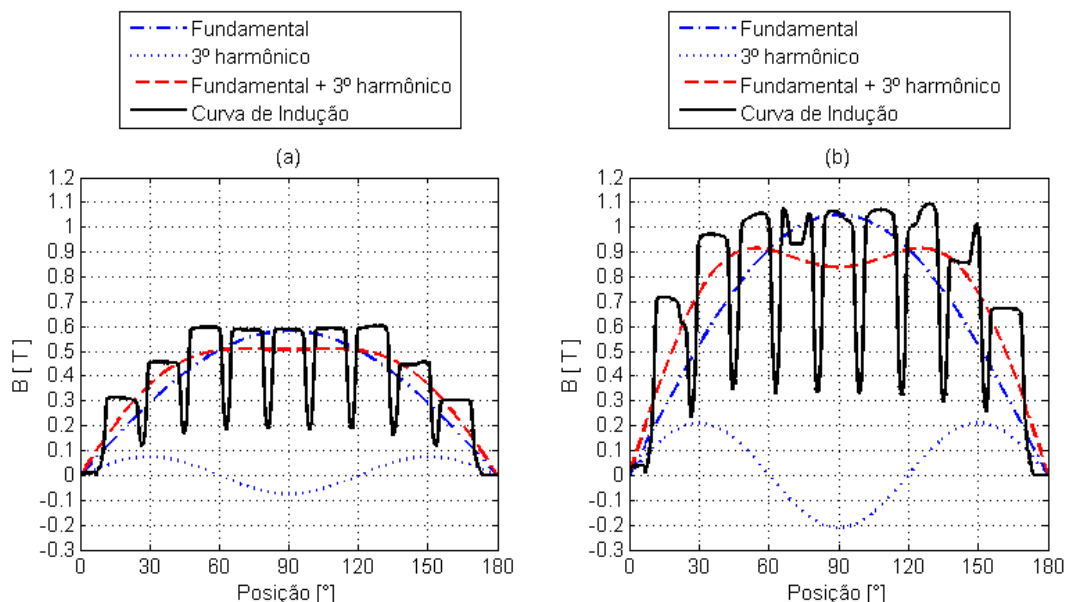 Fundamental
3º harmônico
Fundamental + 3º harmônico
Curva de Indução
(a)
1.2
1.1
1
0.9
0.8
0.7
0.6
0.5
0.4
0.3
0.2
0.1
0
-0.1
-0.2
-0.3
B [ T ]
0 30 60 90 120 150 180
Posição [°]
Fundamental
3º harmônico
Fundamental + 3º harmônico
Curva de Indução
(b)
1.2
1.1
1
0.9
0.8
0.7
0.6
0.5
0.4
0.3
0.2
0.1
0
-0.1
-0.2
-0.3
B [ T ]
0 30 60 90 120 150 180
Posição [°]